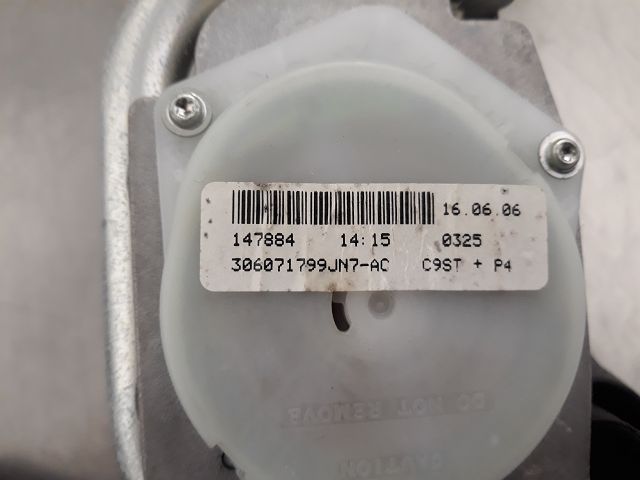 16.06.06
147884 14:15 0325
306071799JN7-AC C9ST + P4
DO NOT REMOVE
CAUTION